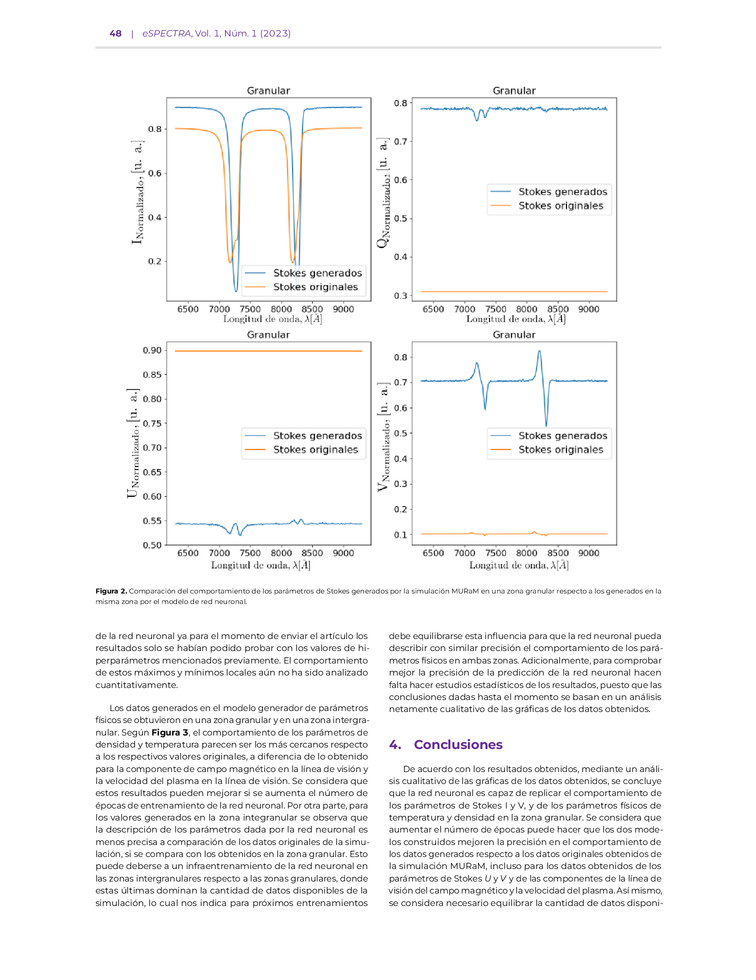 48 | eSPECTRA, Vol. 1, Núm. 1 (2023)
Granular
I Normalizado, [u. a.]
0.8
0.6
0.4
0.2
Stokes generados
Stokes originales
6500 7000 7500 8000 8500 9000
Longitud de onda, λ[Å]
Granular
Q Normalizado, [u. a.]
0.8
0.7
0.6
0.5
0.4
0.3
Stokes generados
Stokes originales
6500 7000 7500 8000 8500 9000
Longitud de onda, λ[Å]
Granular
U Normalizado, [u. a.]
0.90
0.85
0.80
0.75
0.70
0.65
0.60
0.55
0.50
Stokes generados
Stokes originales
6500 7000 7500 8000 8500 9000
Longitud de onda, λ[Å]
Granular
V Normalizado, [u. a.]
0.8
0.7
0.6
0.5
0.4
0.3
0.2
0.1
Stokes generados
Stokes originales
6500 7000 7500 8000 8500 9000
Longitud de onda, λ[Å]
Figura 2. Comparación del comportamiento de los parámetros de Stokes generados por la simulación MURaM en una zona granular respecto a los generados en la
misma zona por el modelo de red neuronal.
de la red neuronal ya para el momento de enviar el artículo los
resultados solo se habían podido probar con los valores de hi-
perparámetros mencionados previamente. El comportamiento
de estos máximos y mínimos locales aún no ha sido analizado
cuantitativamente.
Los datos generados en el modelo generador de parámetros
físicos se obtuvieron en una zona granular y en una zona intergra-
nular. Según Figura 3, el comportamiento de los parámetros de
densidad y temperatura parecen ser los más cercanos respecto
a los respectivos valores originales, a diferencia de lo obtenido
para la componente de campo magnético en la línea de visión y
la velocidad del plasma en la línea de visión. Se considera que
estos resultados pueden mejorar si se aumenta el número de
épocas de entrenamiento de la red neuronal. Por otra parte, para
los valores generados en la zona integranular se observa que
la descripción de los parámetros dada por la red neuronal es
menos precisa a comparación de los datos originales de la simu-
lación, si se compara con los obtenidos en la zona granular. Esto
puede deberse a un infraentrenamiento de la red neuronal en
las zonas intergranulares respecto a las zonas granulares, donde
estas últimas dominan la cantidad de datos disponibles de la
simulación, lo cual nos indica para próximos entrenamientos
debe equilibrarse esta influencia para que la red neuronal pueda
describir con similar precisión el comportamiento de los pará-
metros físicos en ambas zonas. Adicionalmente, para comprobar
mejor la precisión de la predicción de la red neuronal hacen
falta hacer estudios estadísticos de los resultados, puesto que las
conclusiones dadas hasta el momento se basan en un análisis
netamente cualitativo de las gráficas de los datos obtenidos.
4. Conclusiones
De acuerdo con los resultados obtenidos, mediante un análi-
sis cualitativo de las gráficas de los datos obtenidos, se concluye
que la red neuronal es capaz de replicar el comportamiento de
los parámetros de Stokes I y V, y de los parámetros físicos de
temperatura y densidad en la zona granular. Se considera que
aumentar el número de épocas puede hacer que los dos mode-
los construidos mejoren la precisión en el comportamiento de
los datos generados respecto a los datos originales obtenidos de
la simulación MURaM, incluso para los datos obtenidos de los
parámetros de Stokes U y V y de las componentes de la línea de
visión del campo magnético y la velocidad del plasma. Así mismo,
se considera necesario equilibrar la cantidad de datos disponi-